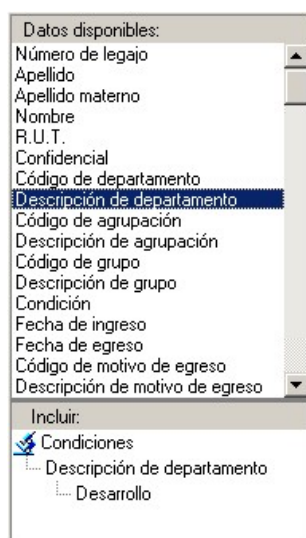 Datos disponibles:
Número de legajo
Apellido
Apellido materno
Nombre
R.U.T.
Confidencial
Código de departamento
Descripción de departamento
Código de agrupación
Descripción de agrupación
Código de grupo
Descripción de grupo
Condición
Fecha de ingreso
Fecha de egreso
Código de motivo de egreso
Descripción de motivo de egreso
Incluir:
Condiciones
Descripción de departamento
Desarrollo